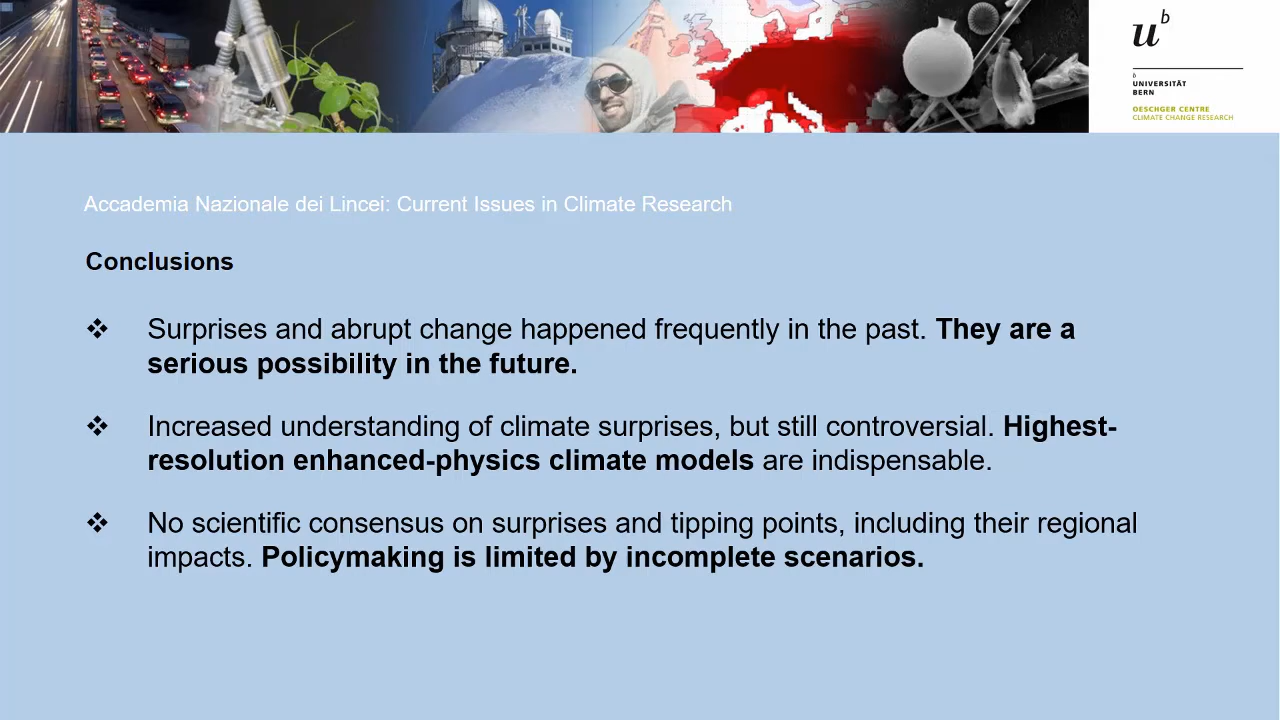 u
b
b
UNIVERSITÄT
BERN
OESCHGER CENTRE
CLIMATE CHANGE RESEARCH
Accademia Nazionale dei Lincei: Current Issues in Climate Research
Conclusions
❖ Surprises and abrupt change happened frequently in the past. They are a
serious possibility in the future.
❖ Increased understanding of climate surprises, but still controversial. Highest-
resolution enhanced-physics climate models are indispensable.
❖ No scientific consensus on surprises and tipping points, including their regional
impacts. Policymaking is limited by incomplete scenarios.